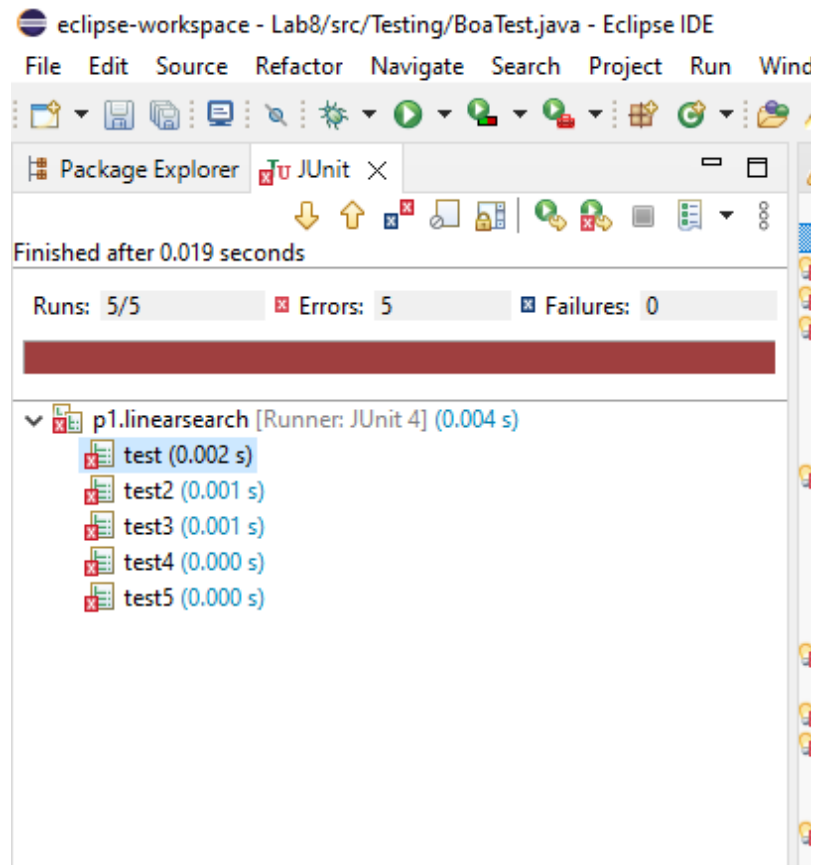 eclipse-workspace - Lab8/src/Testing/BoaTest.java - Eclipse IDE
File Edit Source Refactor Navigate Search Project Run
Package Explorer JUnit
Finished after 0.019 seconds
Runs: 5/5 Errors: 5 Failures: 0
p1.linearsearch [Runner: JUnit 4] (0.004 s)
test (0.002 s)
test2 (0.001 s)
test3 (0.001 s)
test4 (0.000 s)
test5 (0.000 s)